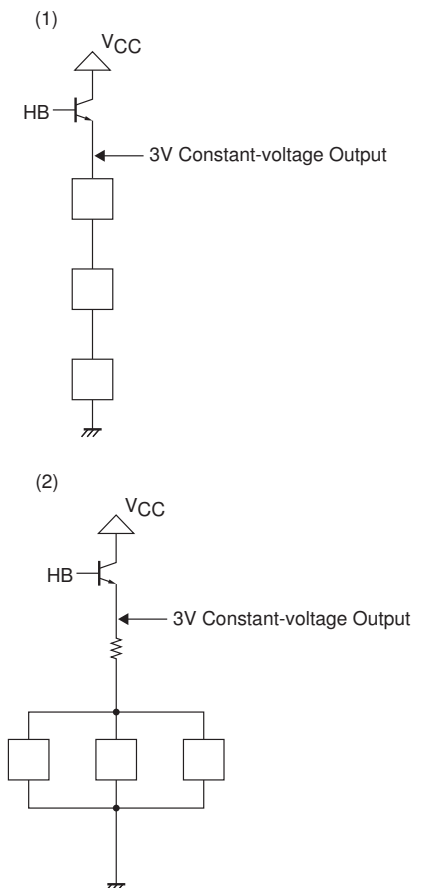 (1)
VCC
HB
3V Constant-voltage Output
(2)
VCC
HB
3V Constant-voltage Output